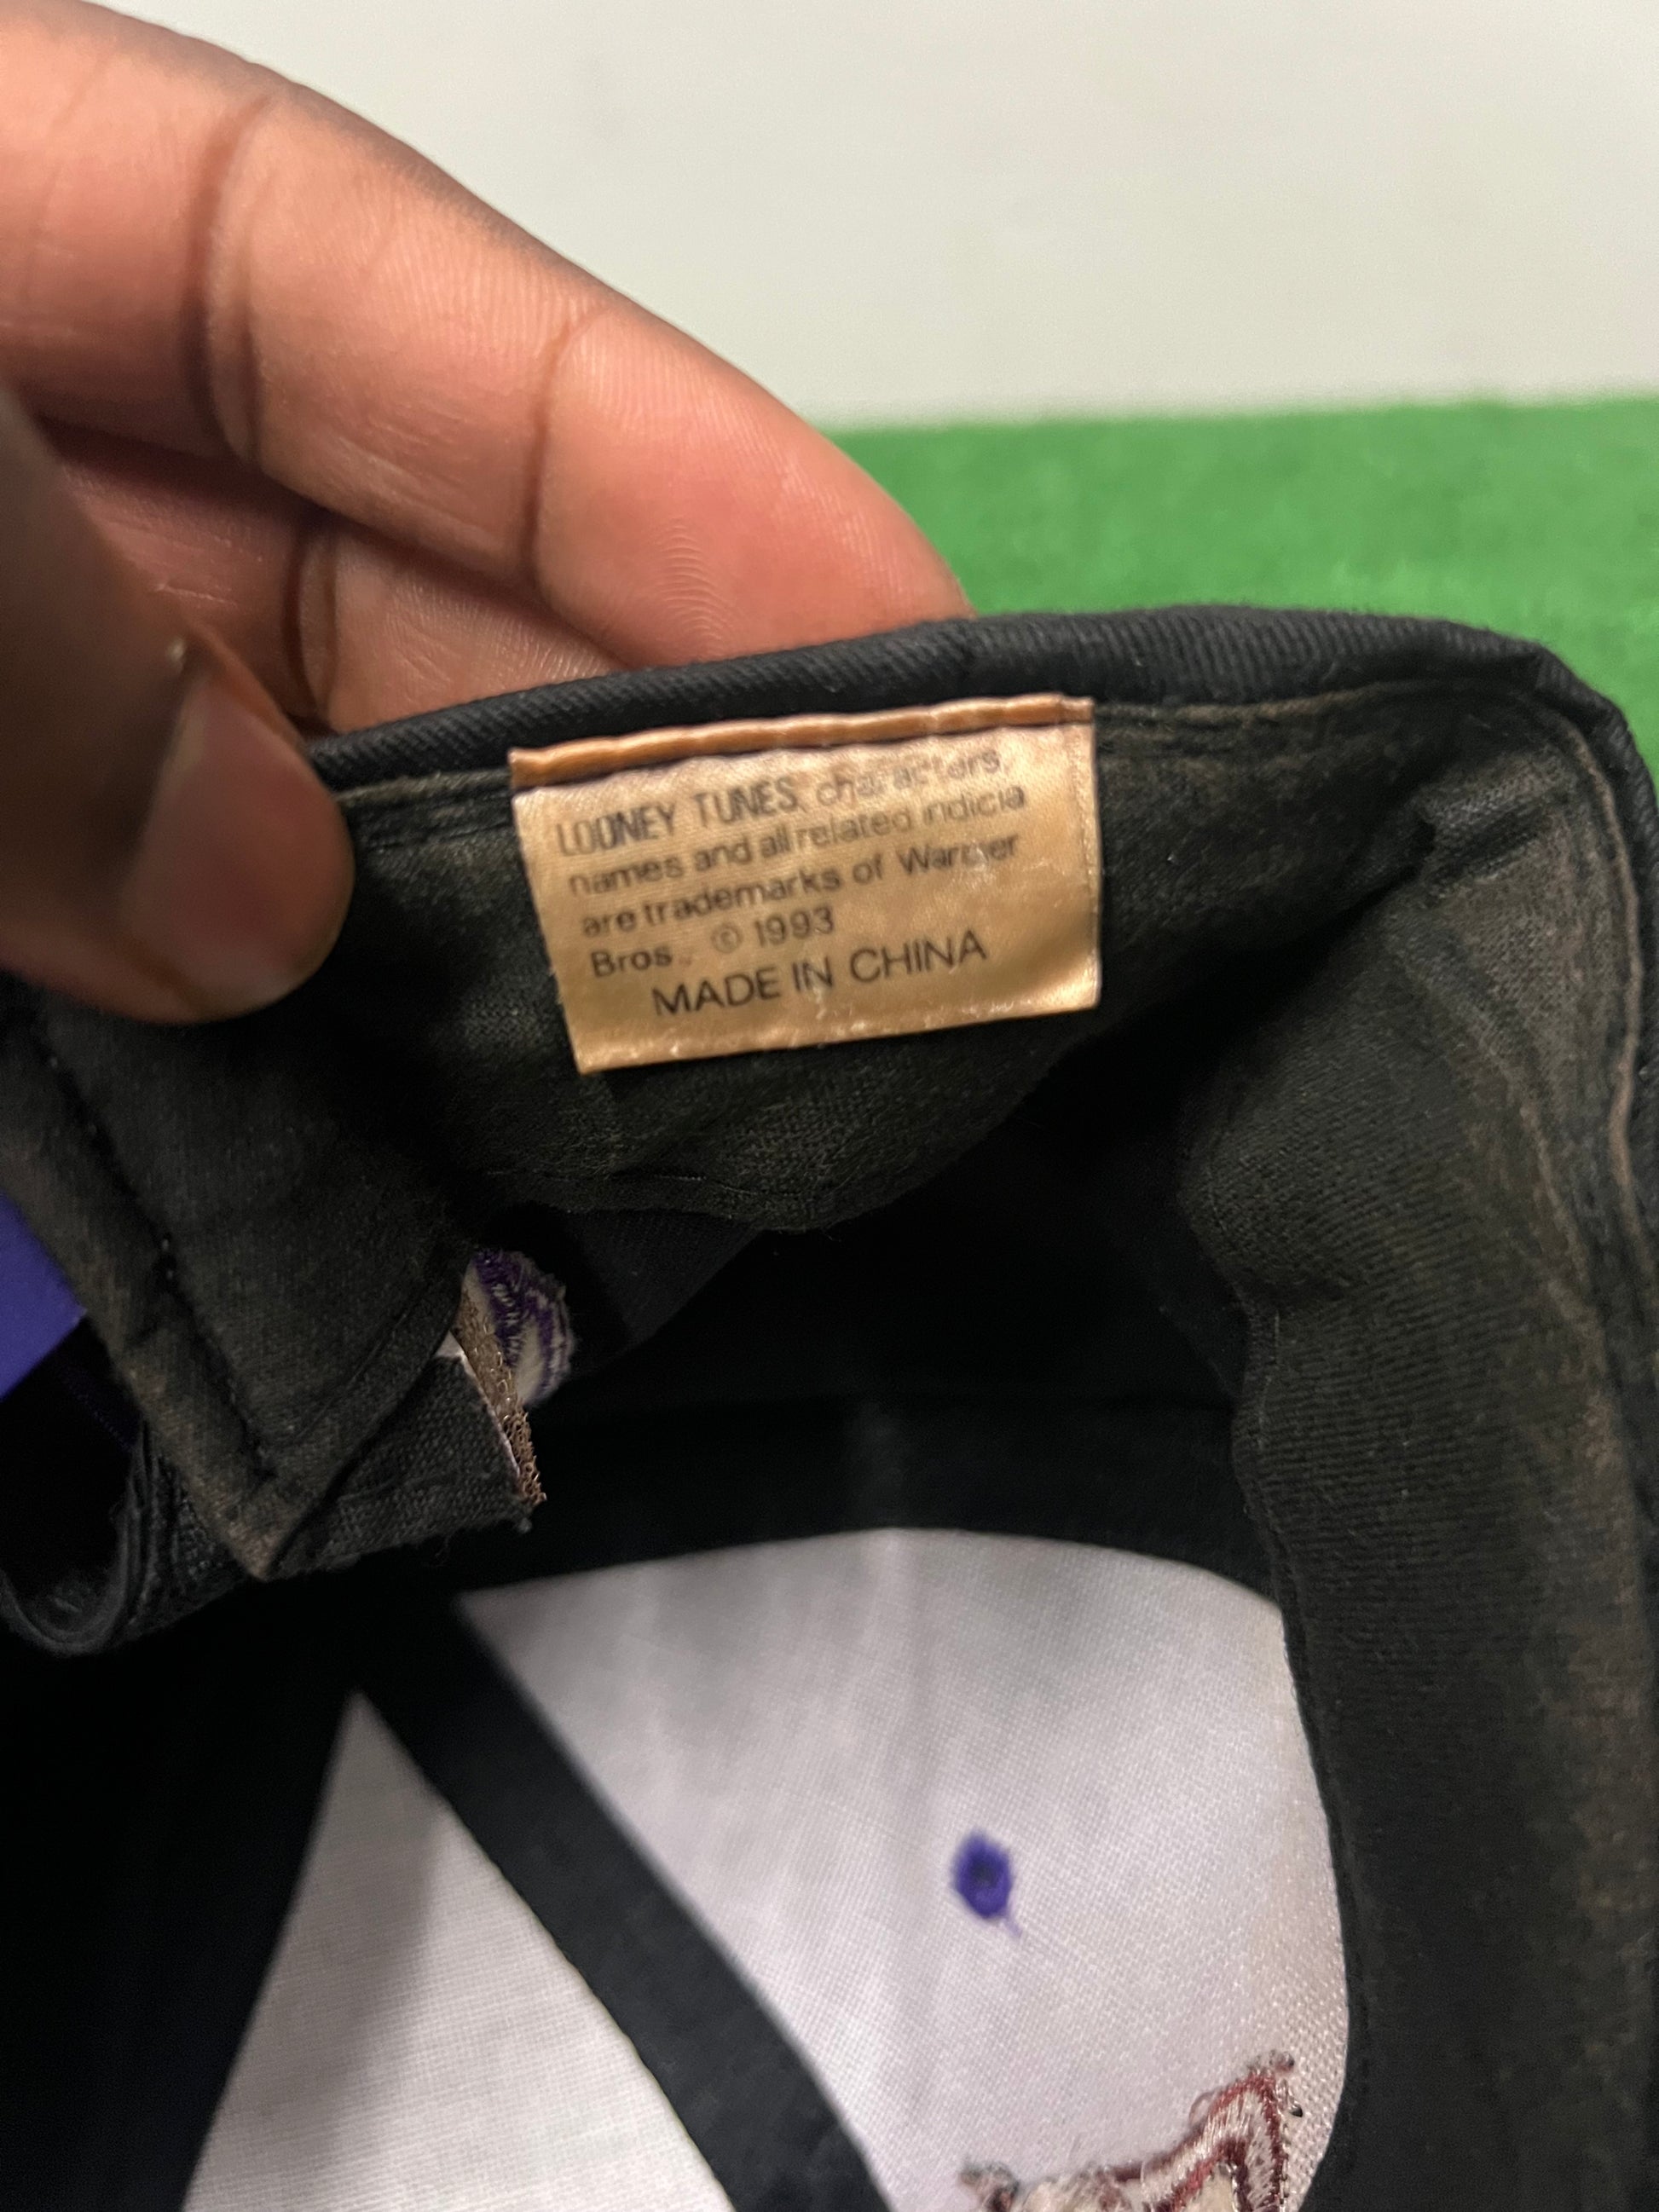 LOONEY TUNES, characters,
names and all related indicia
are trademarks of Warner
Bros. © 1993
MADE IN CHINA